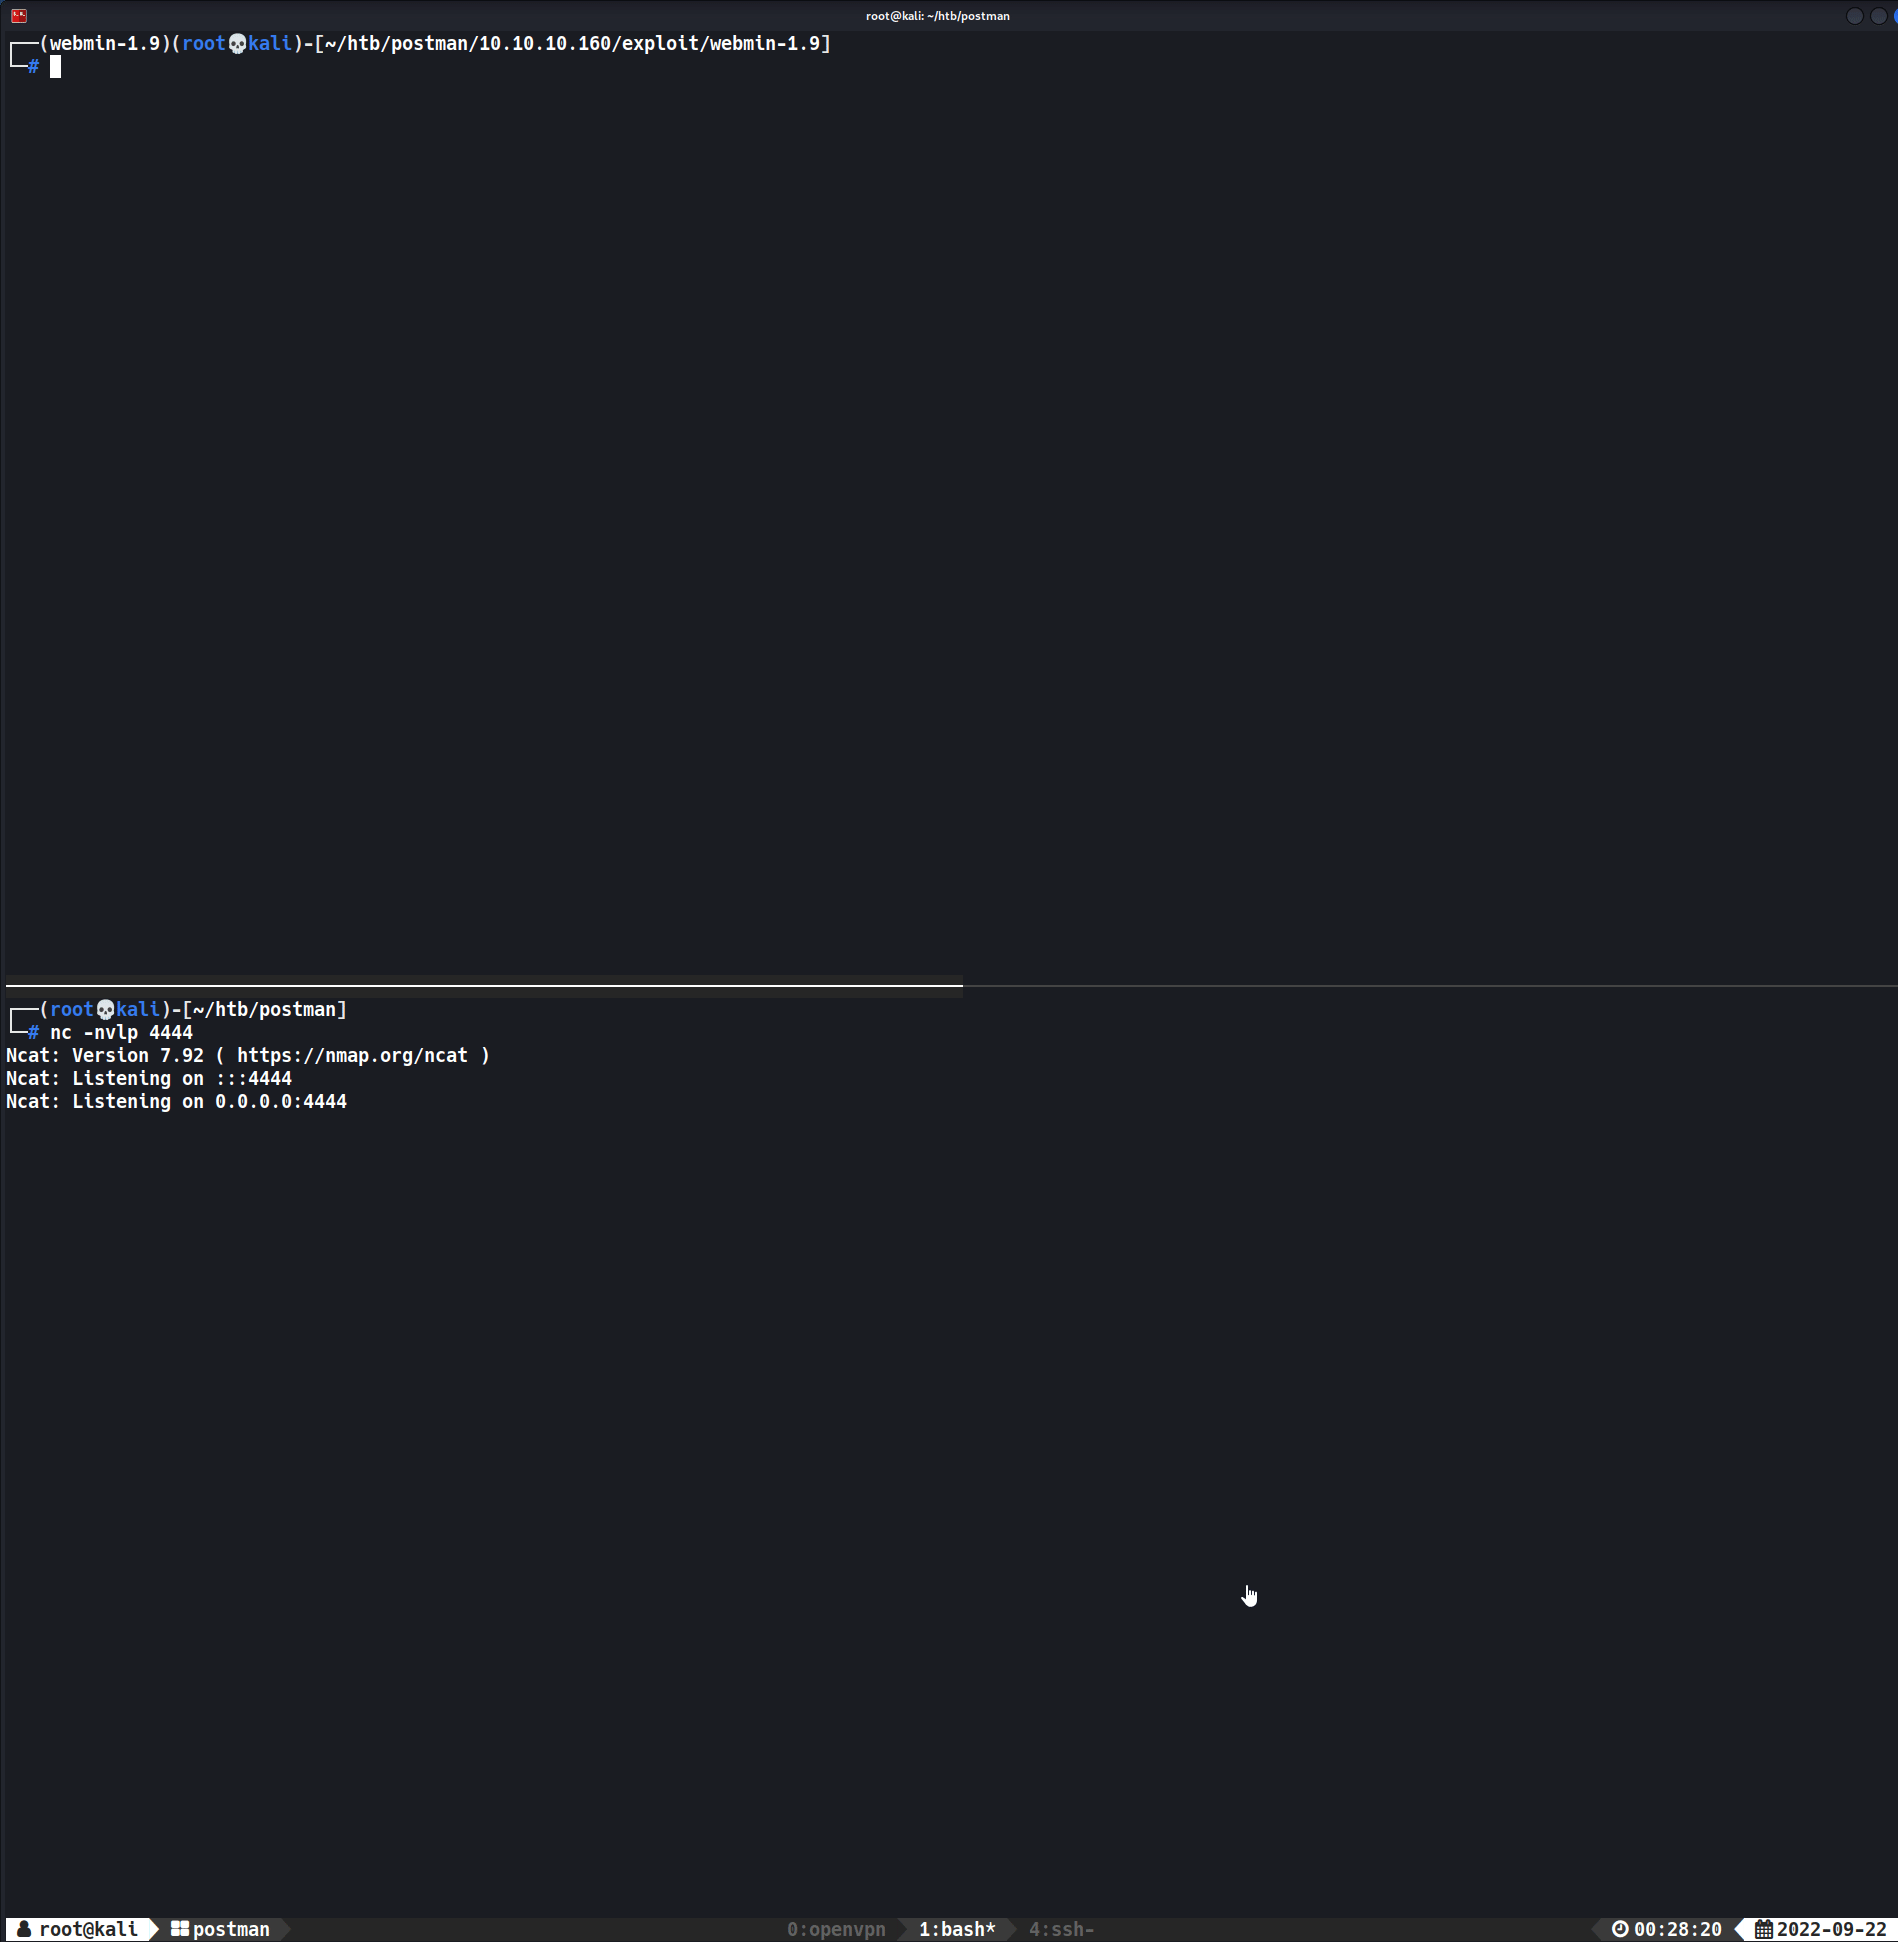 root@kali: ~/htb/postman
┌──(webmin-1.9)(root💀kali)-[~/htb/postman/10.10.10.160/exploit/webmin-1.9]
└─#
┌──(root💀kali)-[~/htb/postman]
└─# nc -nvlp 4444
Ncat: Version 7.92 ( https://nmap.org/ncat )
Ncat: Listening on :::4444
Ncat: Listening on 0.0.0.0:4444
root@kali postman 0:openvpn 1:bash* 4:ssh- 00:28:20 2022-09-22